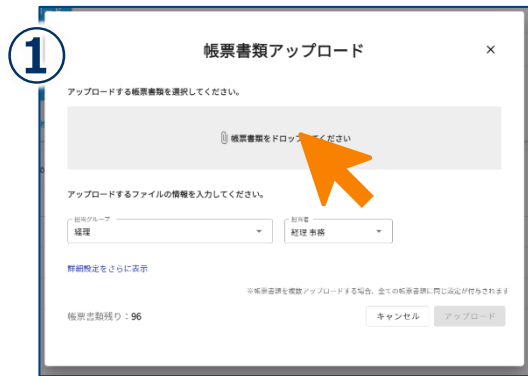 ①
帳票書類アップロード
×
アップロードする帳票書類を選択してください。
帳票書類をドロップしてください
アップロードするファイルの情報を入力してください。
担当グループ 担当者
経理 経理 事務
詳細設定をさらに表示
※帳票書類を複数アップロードする場合、全ての帳票書類に同じ設定が付与されます
帳票書類残り：96 キャンセル アップロード